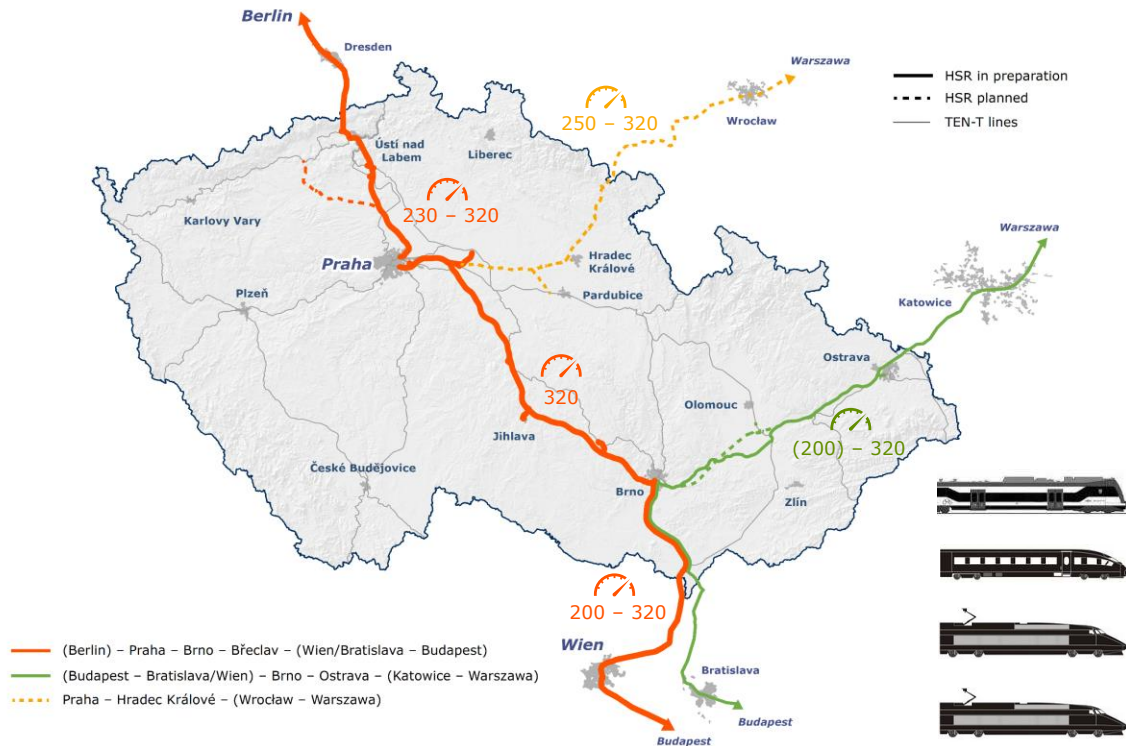 Berlin
Dresden
Warszawa
HSR in preparation
HSR planned
TEN-T lines
250 – 320
Wrocław
Ústí nad
Labem
Liberec
Karlovy Vary
230 – 320
Warszawa
Praha
Hradec
Králové
Plzeň
Pardubice
Katowice
Ostrava
320
Olomouc
Jihlava
(200) – 320
České Budějovice
Brno
Zlín
200 – 320
Wien
(Berlin) – Praha – Brno – Břeclav – (Wien/Bratislava – Budapest)
(Budapest – Bratislava/Wien) – Brno – Ostrava – (Katowice – Warszawa)
Praha – Hradec Králové – (Wrocław – Warszawa)
Bratislava
Budapest
Budapest